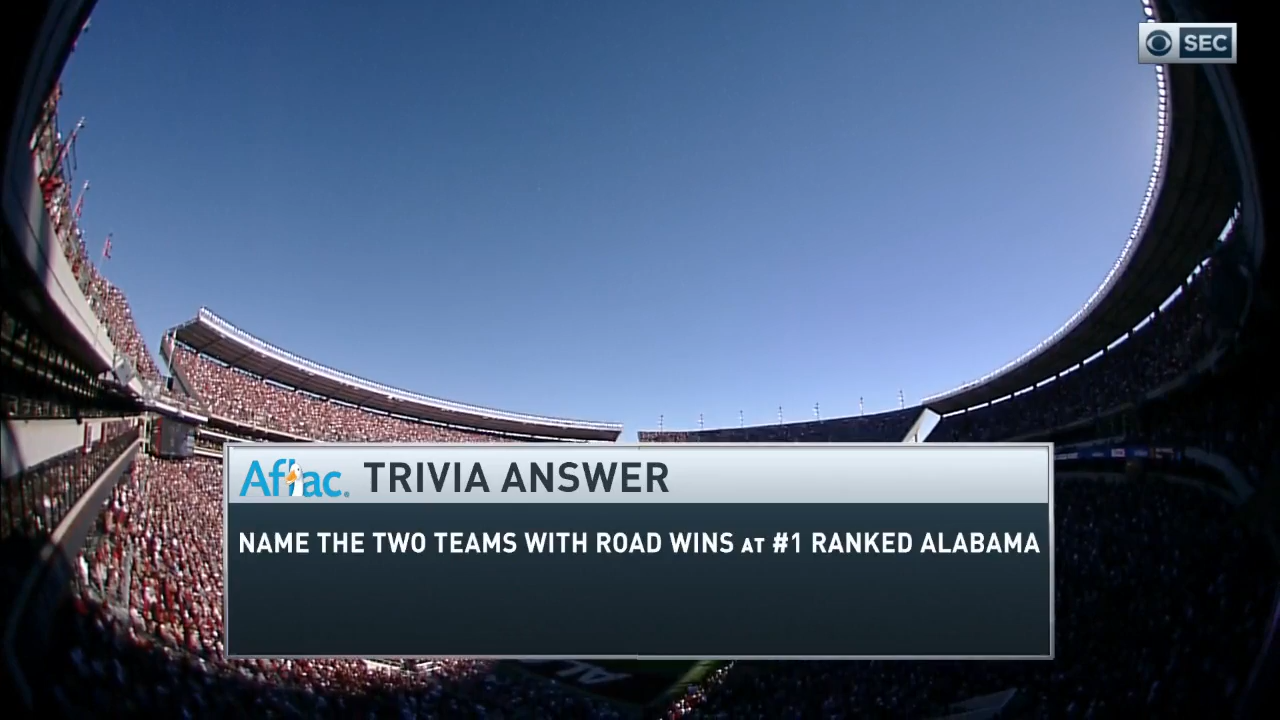 SEC
Aflac. TRIVIA ANSWER
NAME THE TWO TEAMS WITH ROAD WINS AT #1 RANKED ALABAMA